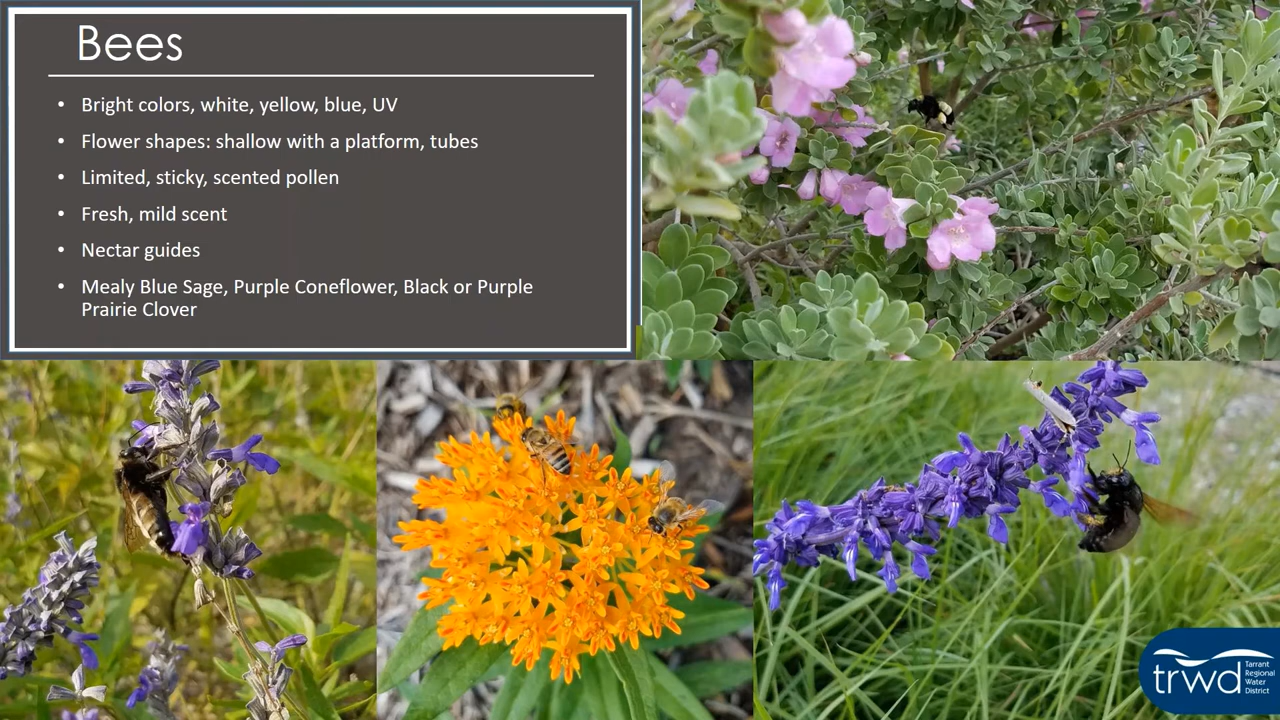 Bees
• Bright colors, white, yellow, blue, UV
• Flower shapes: shallow with a platform, tubes
• Limited, sticky, scented pollen
• Fresh, mild scent
• Nectar guides
• Mealy Blue Sage, Purple Coneflower, Black or Purple
Prairie Clover
trwd
Tarrant
Regional
Water
District